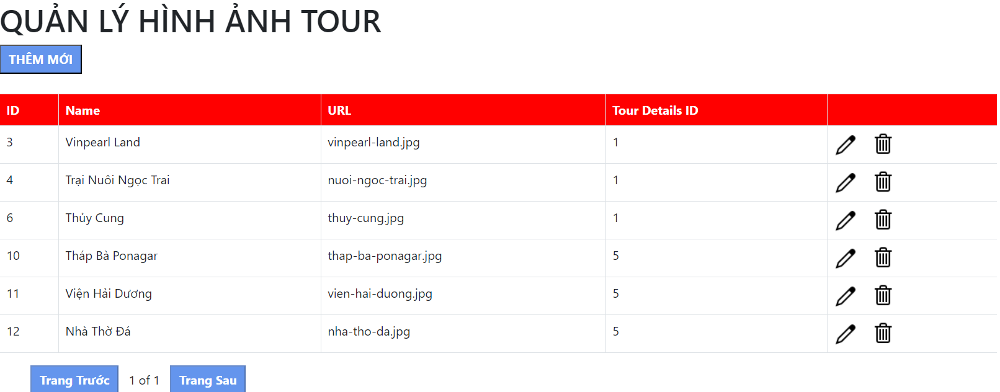 QUẢN LÝ HÌNH ẢNH TOUR
THÊM MỚI
ID Name URL Tour Details ID
3 Vinpearl Land vinpearl-land.jpg 1
4 Trại Nuôi Ngọc Trai nuoi-ngoc-trai.jpg 1
6 Thủy Cung thuy-cung.jpg 1
10 Tháp Bà Ponagar thap-ba-ponagar.jpg 5
11 Viện Hải Dương vien-hai-duong.jpg 5
12 Nhà Thờ Đá nha-tho-da.jpg 5
Trang Trước 1 of 1 Trang Sau